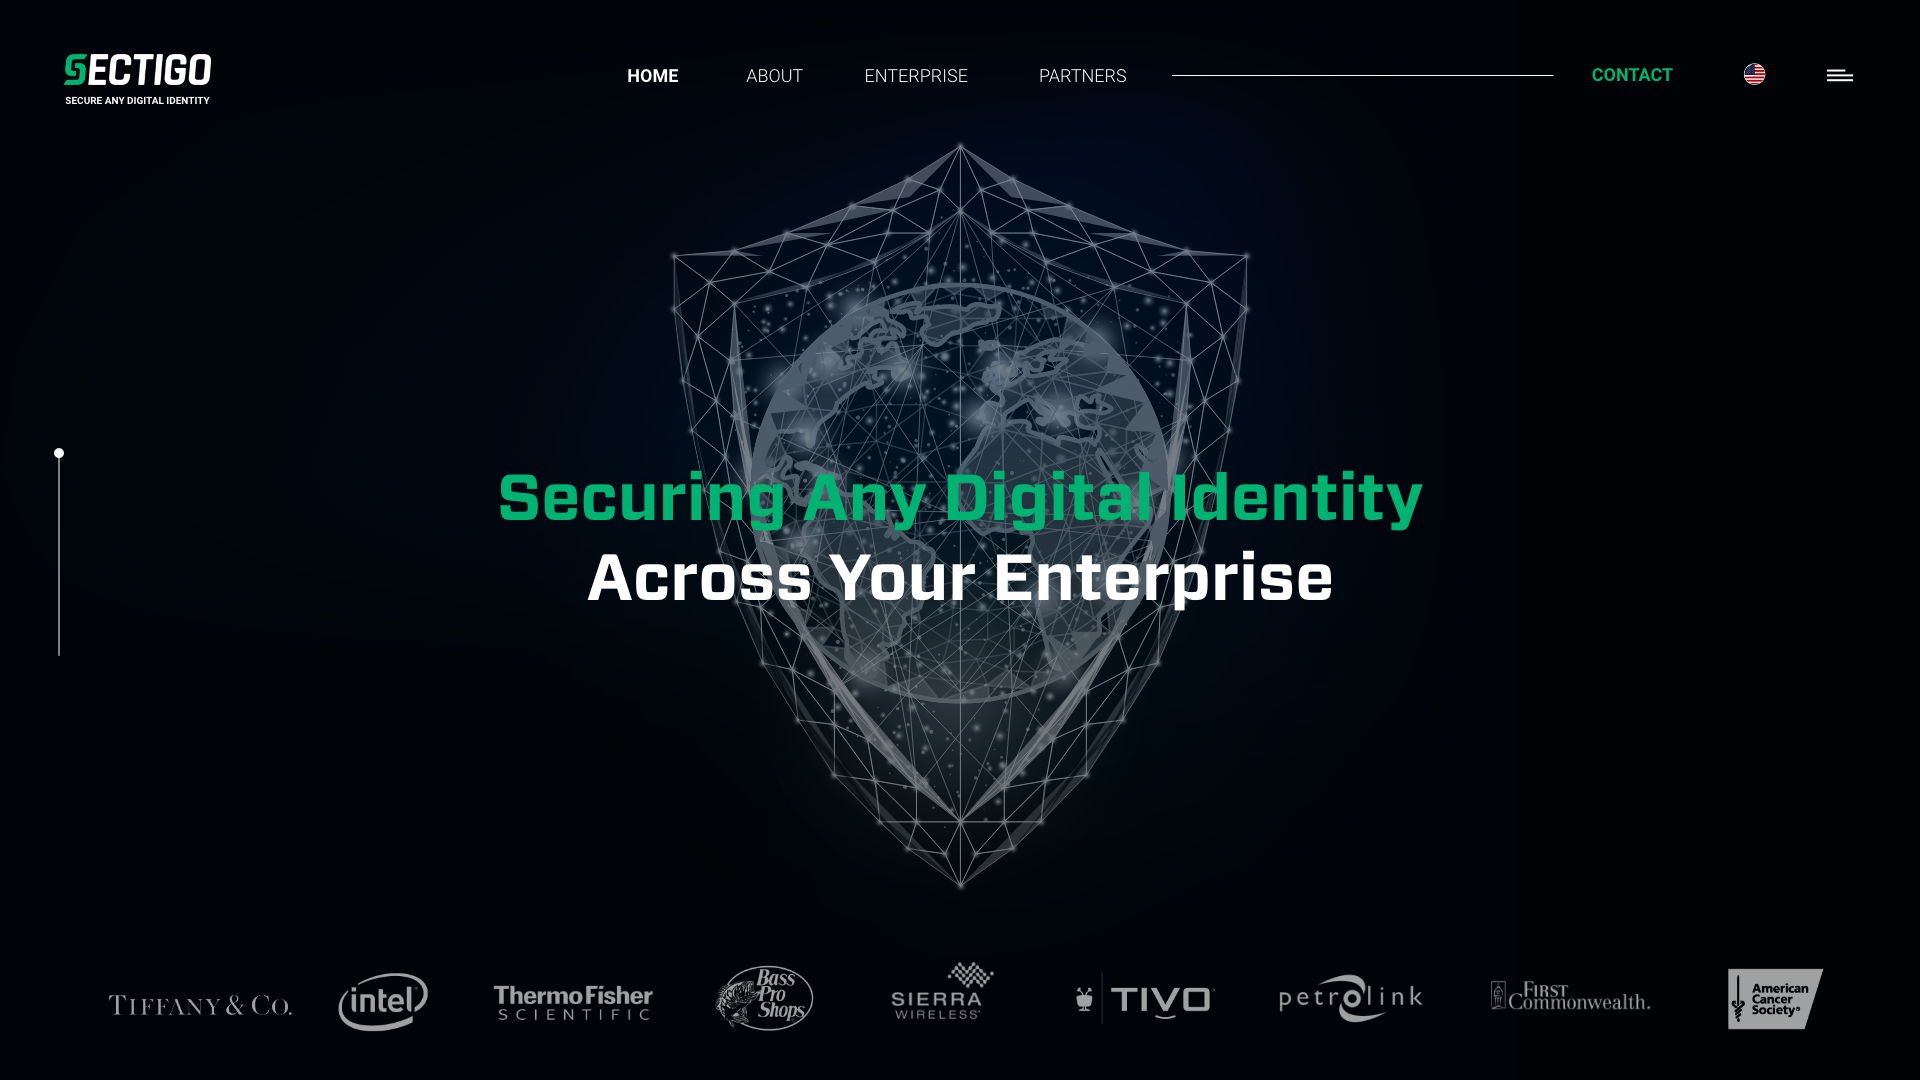 SECTIGO
SECURE ANY DIGITAL IDENTITY
HOME ABOUT ENTERPRISE PARTNERS CONTACT
Securing Any Digital Identity
Across Your Enterprise
TIFFANY & CO.
intel
ThermoFisher
SCIENTIFIC
Bass
Pro
Shops
SIERRA
WIRELESS
TIVO
petrolink
FIRST
Commonwealth.
American
Cancer
Society®